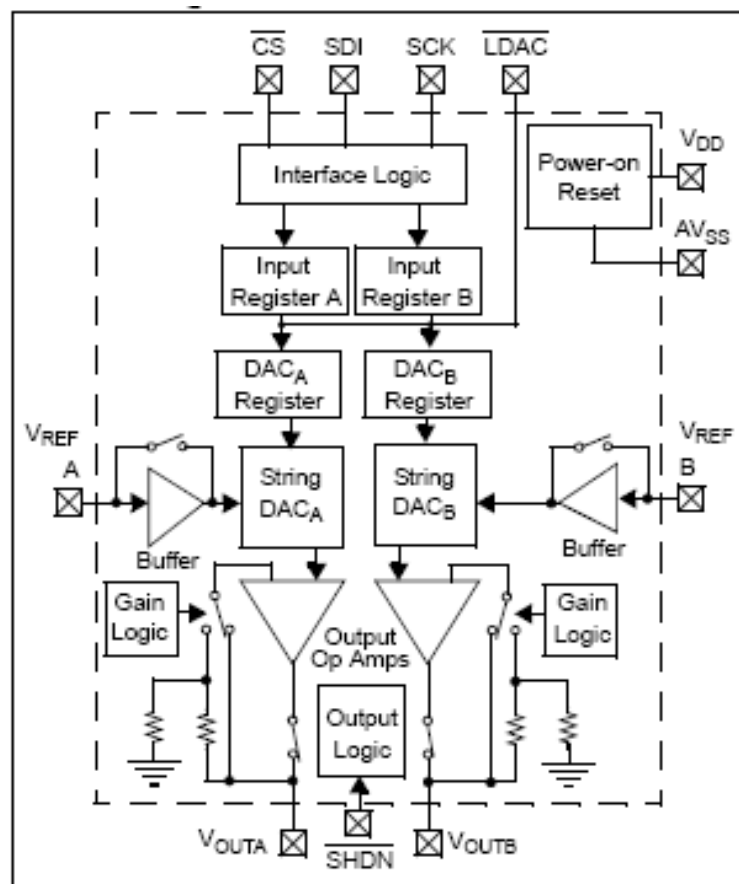 CS SDI SCK LDAC
VDD
Power-on
Reset
Interface Logic
AVSS
Input
Register A
Input
Register B
DACA
Register
DACB
Register
VREF
A
VREF
B
String
DACA
String
DACB
Buffer
Buffer
Gain
Logic
Output
Op Amps
Gain
Logic
Output
Logic
VOUTA
SHDN
VOUTB